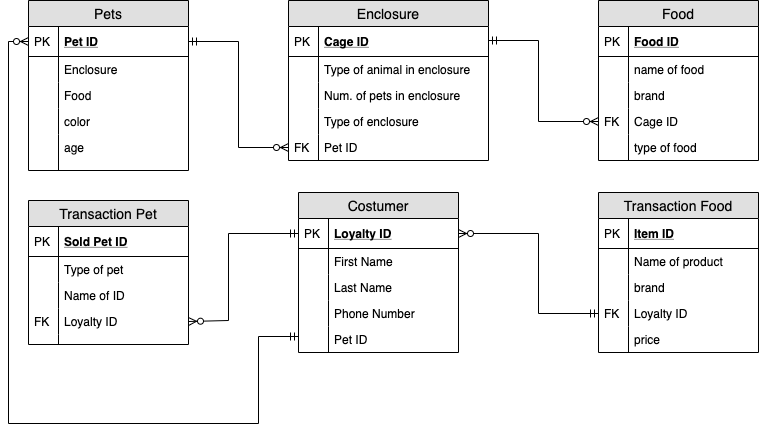 Pets
PK Pet ID
Enclosure
Food
color
age
Enclosure
PK Cage ID
Type of animal in enclosure
Num. of pets in enclosure
Type of enclosure
FK Pet ID
Food
PK Food ID
name of food
brand
FK Cage ID
type of food
Transaction Pet
PK Sold Pet ID
Type of pet
Name of ID
FK Loyalty ID
Costumer
PK Loyalty ID
First Name
Last Name
Phone Number
Pet ID
Transaction Food
PK Item ID
Name of product
brand
FK Loyalty ID
price